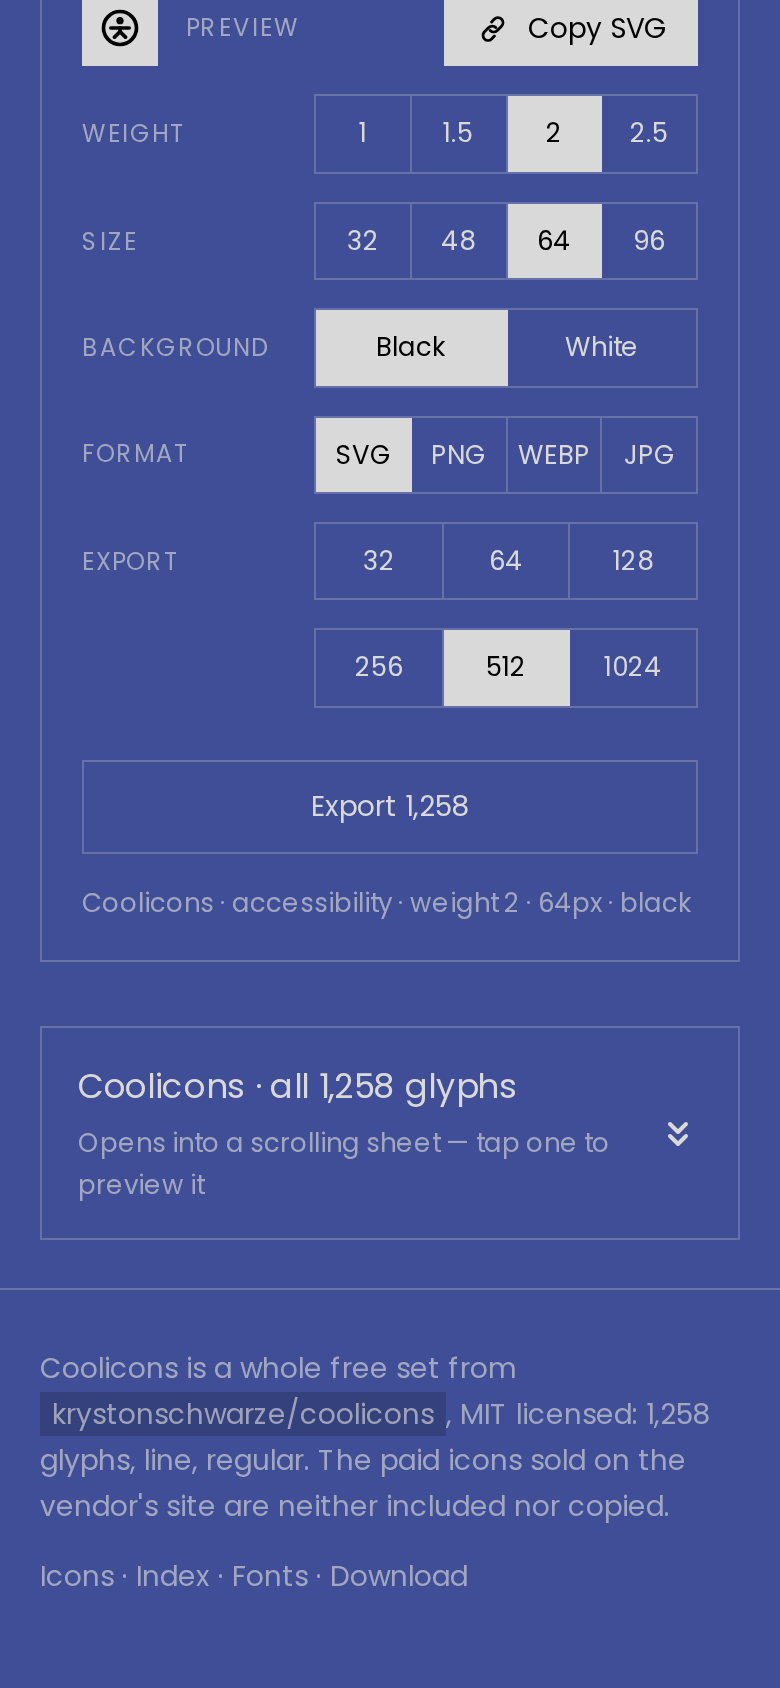 PREVIEW
Copy SVG
WEIGHT
1
1.5
2
2.5
SIZE
32
48
64
96
BACKGROUND
Black
White
FORMAT
SVG
PNG
WEBP
JPG
EXPORT
32
64
128
256
512
1024
Export 1,258
Coolicons · accessibility · weight 2 · 64px · black
Coolicons · all 1,258 glyphs
Opens into a scrolling sheet — tap one to
preview it
Coolicons is a whole free set from
krystonschwarze/coolicons , MIT licensed: 1,258
glyphs, line, regular. The paid icons sold on the
vendor's site are neither included nor copied.
Icons · Index · Fonts · Download